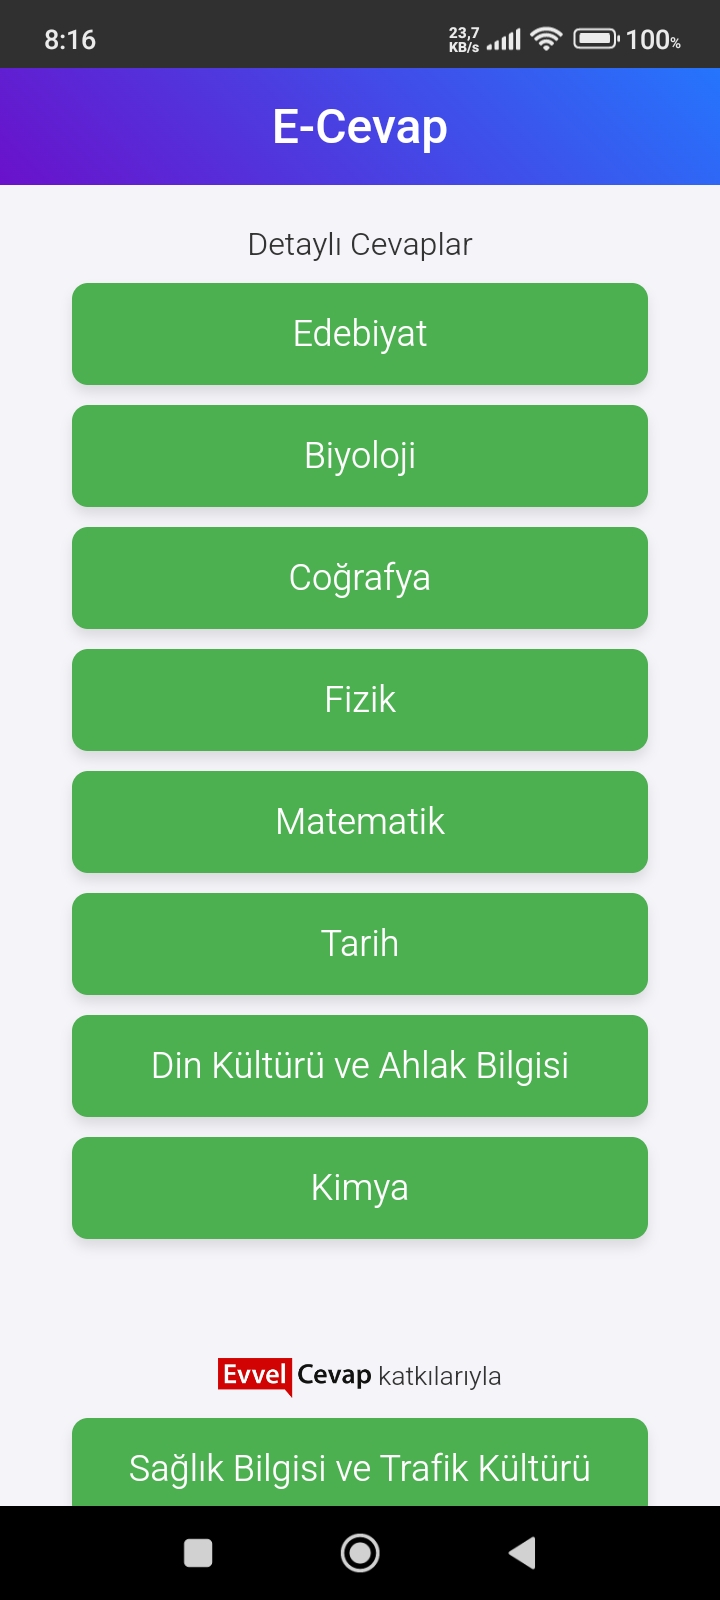 8:16
23,7
KB/s
100%
E-Cevap
Detaylı Cevaplar
Edebiyat
Biyoloji
Coğrafya
Fizik
Matematik
Tarih
Din Kültürü ve Ahlak Bilgisi
Kimya
Evvel Cevap katkılarıyla
Sağlık Bilgisi ve Trafik Kültürü